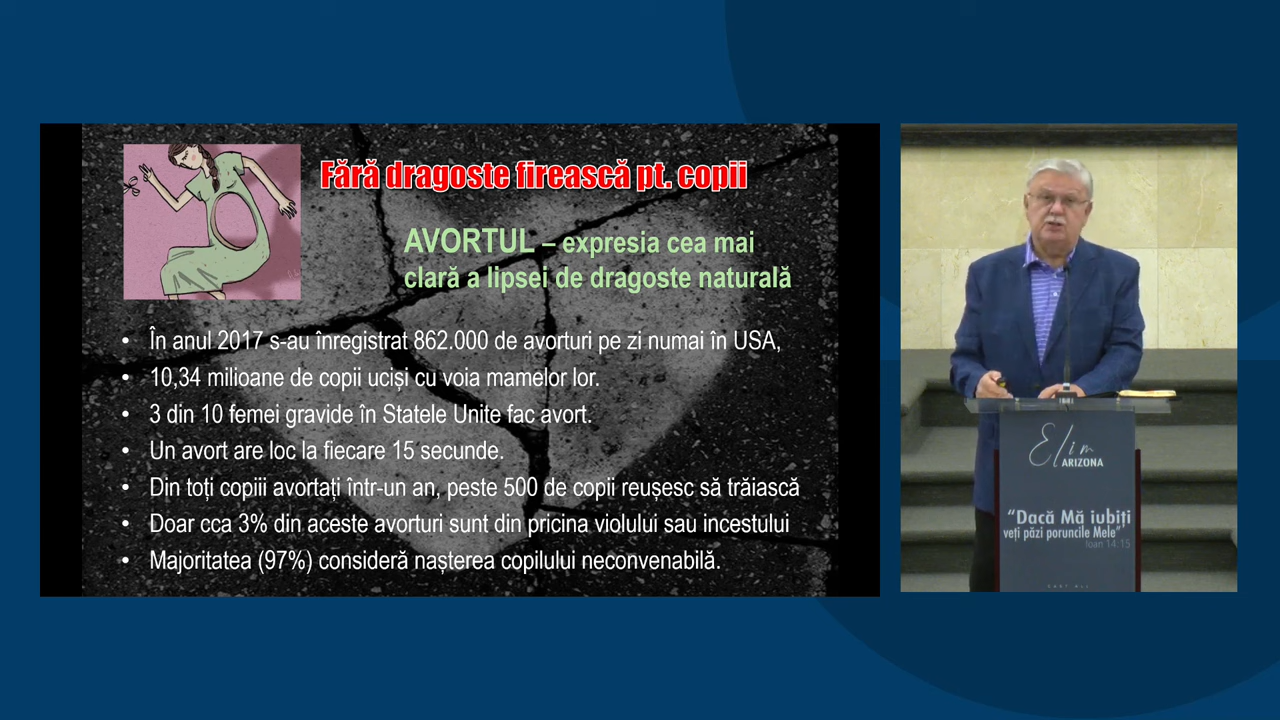 Fără dragoste firească pt. copii
AVORTUL – expresia cea mai
clară a lipsei de dragoste naturală
• În anul 2017 s-au înregistrat 862.000 de avorturi pe zi numai în USA,
• 10,34 milioane de copii uciși cu voia mamelor lor.
• 3 din 10 femei gravide în Statele Unite fac avort.
• Un avort are loc la fiecare 15 secunde.
• Din toți copiii avortați într-un an, peste 500 de copii reușesc să trăiască
• Doar cca 3% din aceste avorturi sunt din pricina violului sau incestului
• Majoritatea (97%) consideră nașterea copilului neconvenabilă.
Elim
ARIZONA
“Dacă Mă iubiți
veți păzi poruncile Mele”
Ioan 14:15